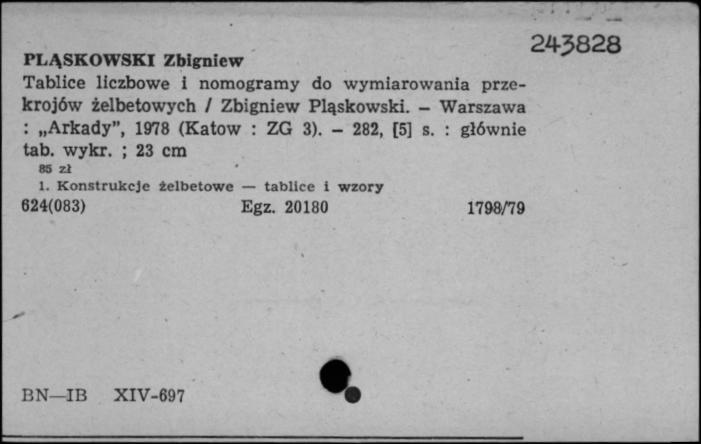 243828
PLĄSKOWSKI Zbigniew
Tablice liczbowe i nomogramy do wymiarowania prze-
krojów żelbetowych / Zbigniew Pląskowski. — Warszawa
: „Arkady”, 1978 (Katow : ZG 3). — 282, [5] s. : głównie
tab. wykr. ; 23 cm
85 zł
1. Konstrukcje żelbetowe — tablice i wzory
624(083) Egz. 20180 1798/79
BN—IB XIV-697